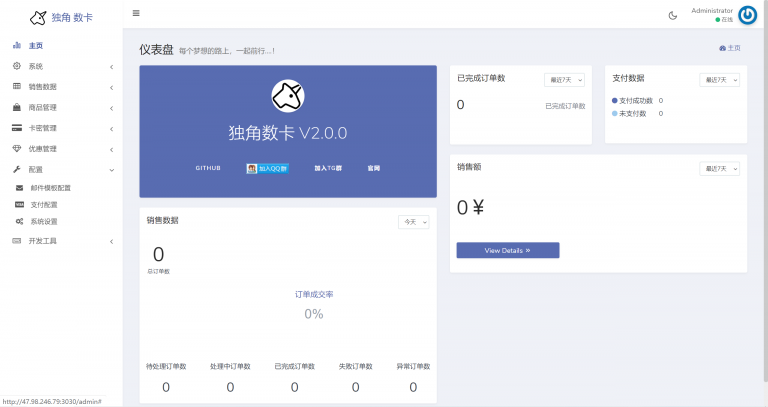 独角 数卡
Administrator
在线
主页
系统
销售数据
商品管理
卡密管理
优惠管理
配置
邮件模板配置
支付配置
系统设置
开发工具
仪表盘 每个梦想的路上，一起前行...！
主页
独角数卡 V2.0.0
GITHUB
加入QQ群
加入TG群
官网
已完成订单数
最近7天
0
已完成订单数
支付数据
最近7天
支付成功数 0
未支付数 0
销售额
最近7天
0 ¥
View Details »
销售数据
今天
0
总订单数
订单成交率
0%
待处理订单数 处理中订单数 已完成订单数 失败订单数 异常订单数
0 0 0 0 0
http://47.98.246.79:3030/admin#